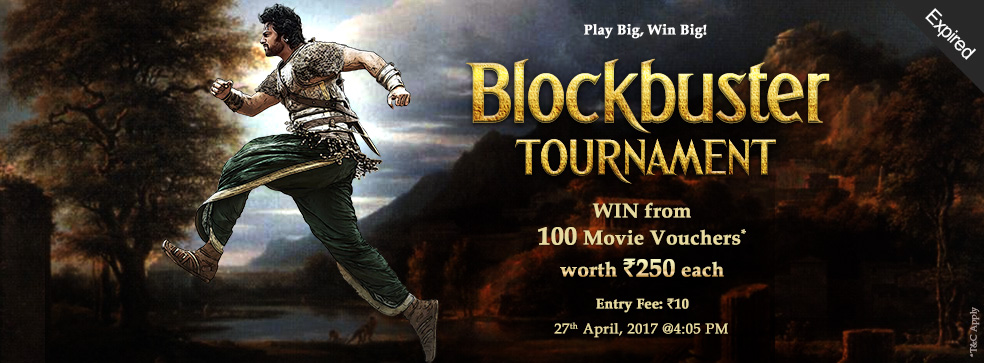 Play Big, Win Big!
Expired
Blockbuster
TOURNAMENT
WIN from
100 Movie Vouchers*
worth ₹250 each
Entry Fee: ₹10
27th April, 2017 @4:05 PM
*T&C Apply